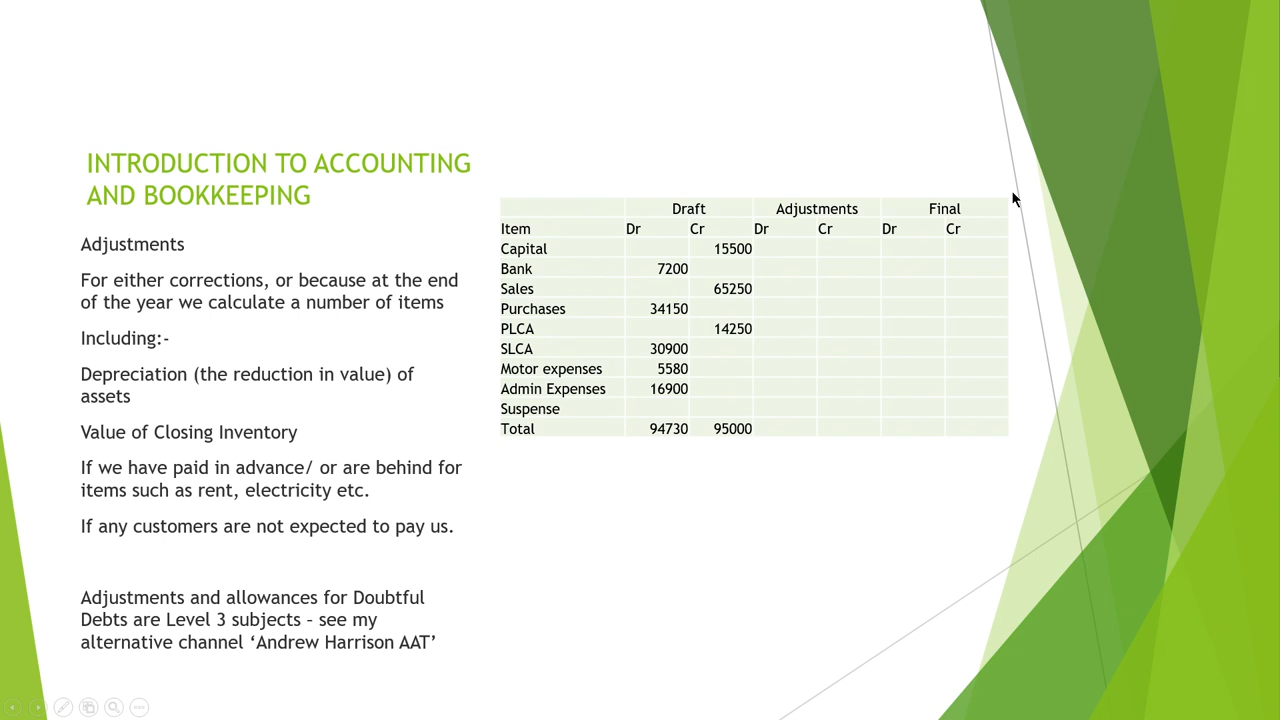 INTRODUCTION TO ACCOUNTING
AND BOOKKEEPING
Adjustments
For either corrections, or because at the end
of the year we calculate a number of items
Including:-
Depreciation (the reduction in value) of
assets
Value of Closing Inventory
If we have paid in advance/ or are behind for
items such as rent, electricity etc.
If any customers are not expected to pay us.
Adjustments and allowances for Doubtful
Debts are Level 3 subjects – see my
alternative channel ‘Andrew Harrison AAT’
Draft Adjustments Final
Item Dr Cr Dr Cr Dr Cr
Capital 15500
Bank 7200
Sales 65250
Purchases 34150
PLCA 14250
SLCA 30900
Motor expenses 5580
Admin Expenses 16900
Suspense
Total 94730 95000